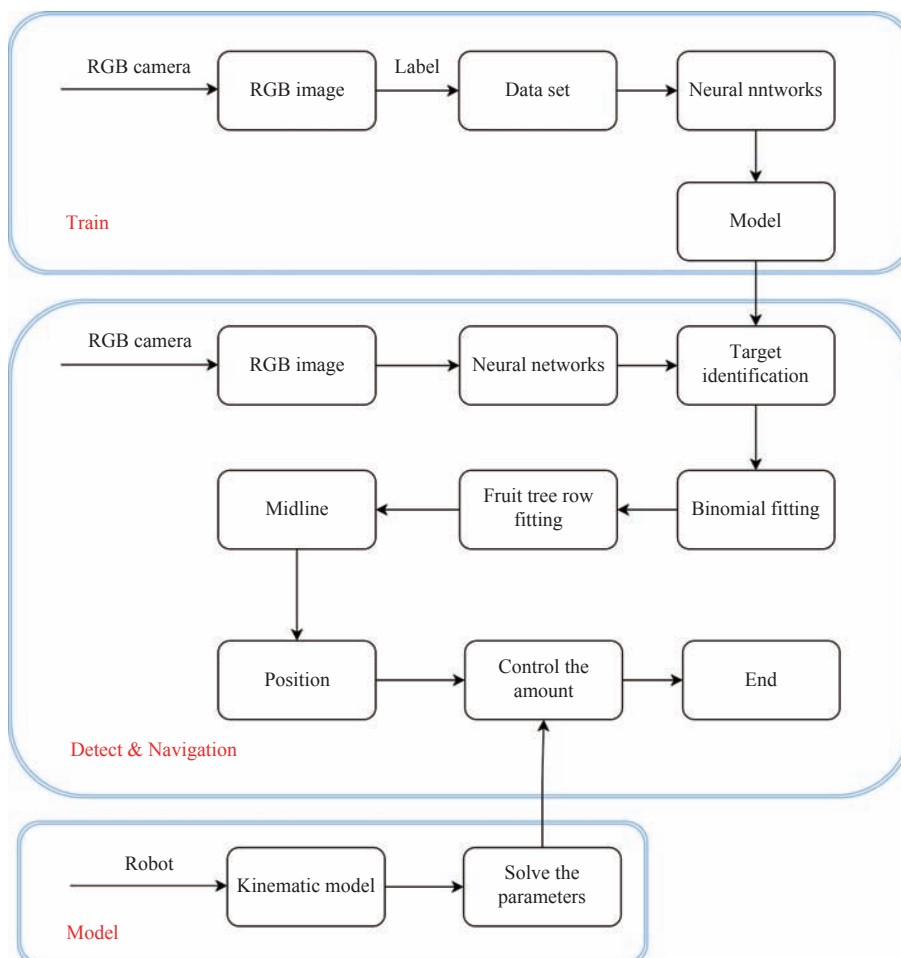 RGB camera
RGB image
Label
Data set
Neural nntworks
Model
Train
RGB camera
RGB image
Neural networks
Target
identification
Midline
Fruit tree row
fitting
Binomial fitting
Position
Control the
amount
End
Detect & Navigation
Robot
Kinematic model
Solve the
parameters
Model